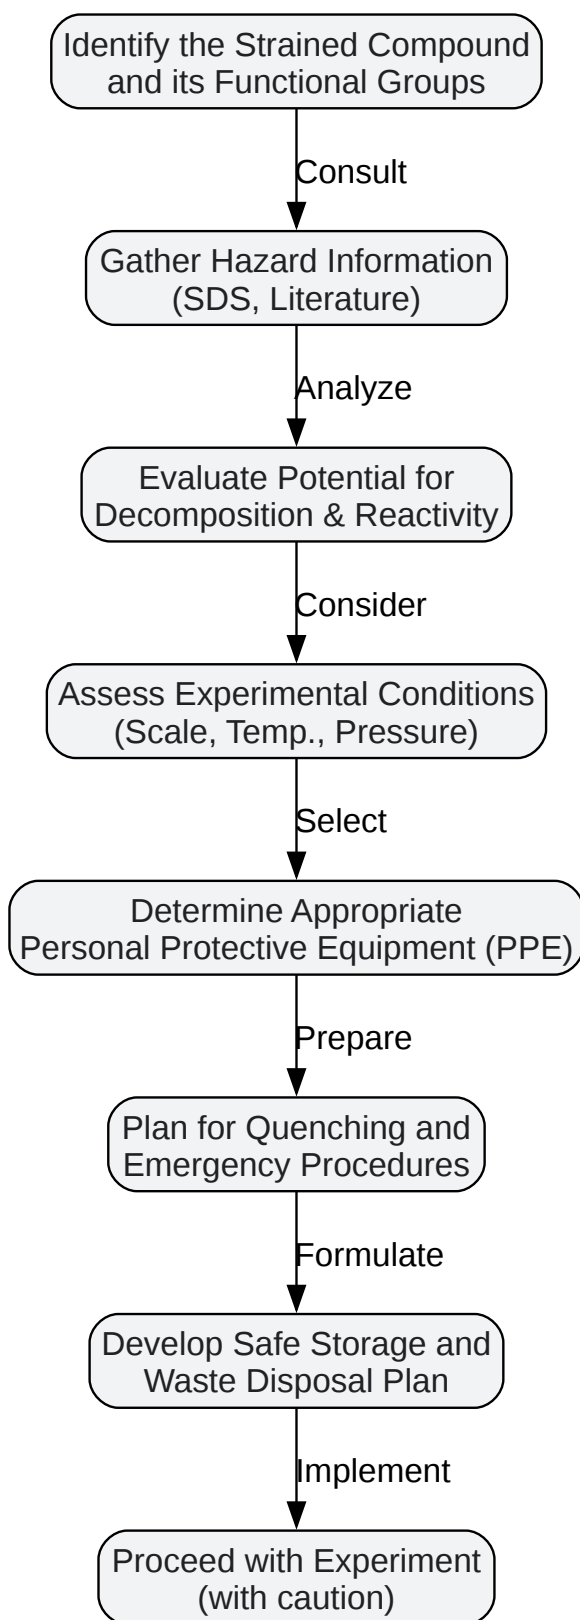 Identify the Strained Compound
and its Functional Groups
Consult
Gather Hazard Information
(SDS, Literature)
Analyze
Evaluate Potential for
Decomposition & Reactivity
Consider
Assess Experimental Conditions
(Scale, Temp., Pressure)
Select
Determine Appropriate
Personal Protective Equipment (PPE)
Prepare
Plan for Quenching and
Emergency Procedures
Formulate
Develop Safe Storage and
Waste Disposal Plan
Implement
Proceed with Experiment
(with caution)